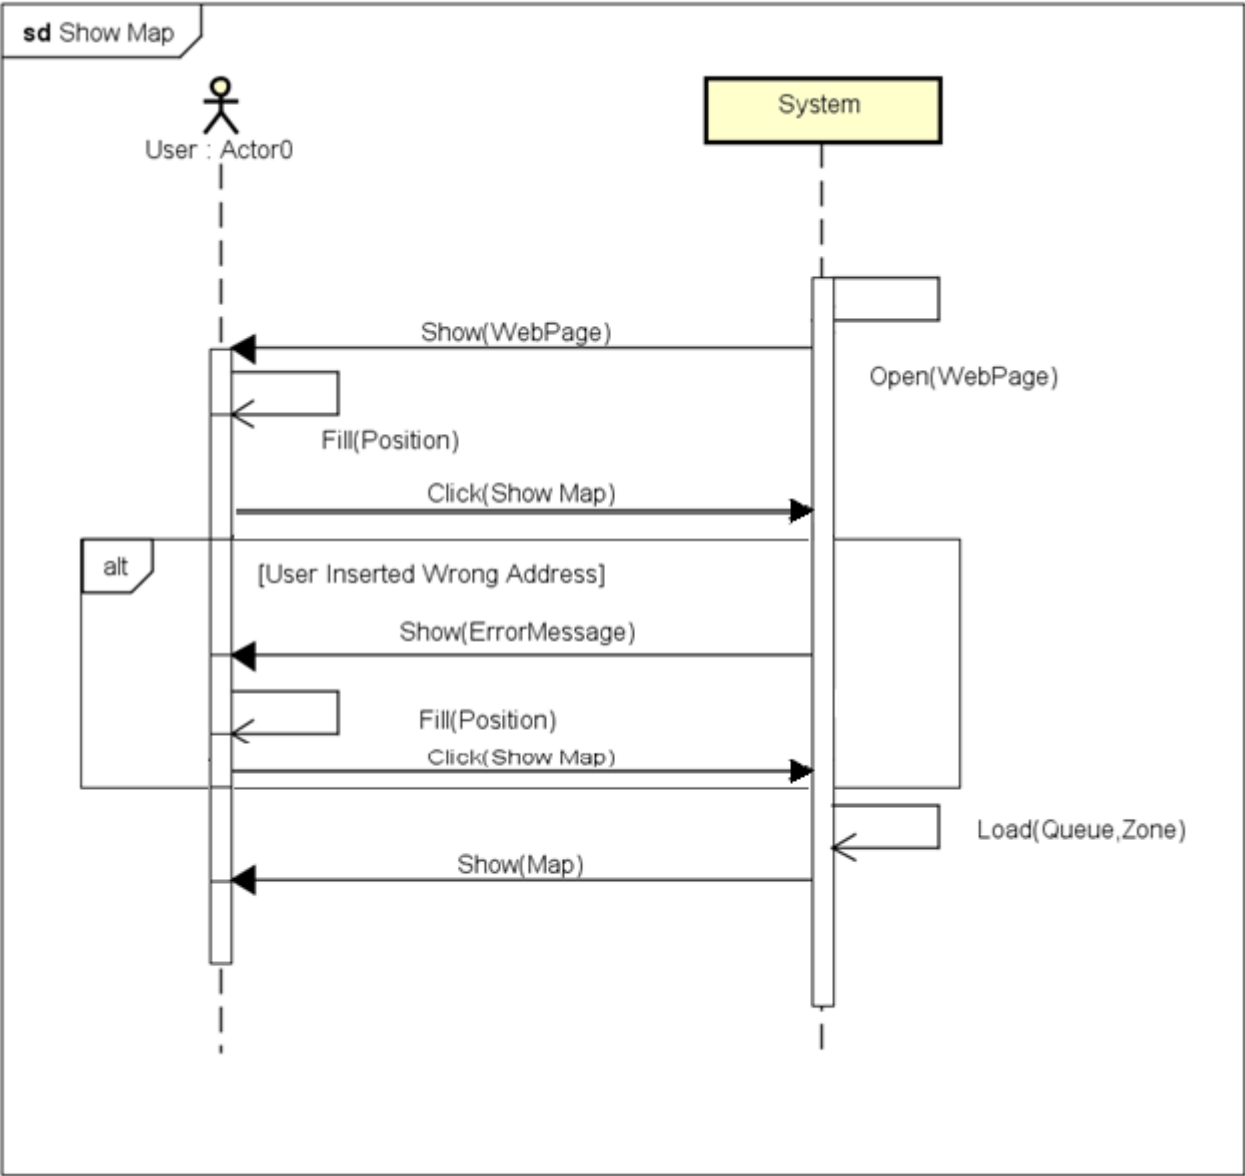 sd Show Map
User : Actor0
System
Show(WebPage)
Open(WebPage)
Fill(Position)
Click(Show Map)
alt
[User Inserted Wrong Address]
Show(ErrorMessage)
Fill(Position)
Click(Show Map)
Load(Queue,Zone)
Show(Map)